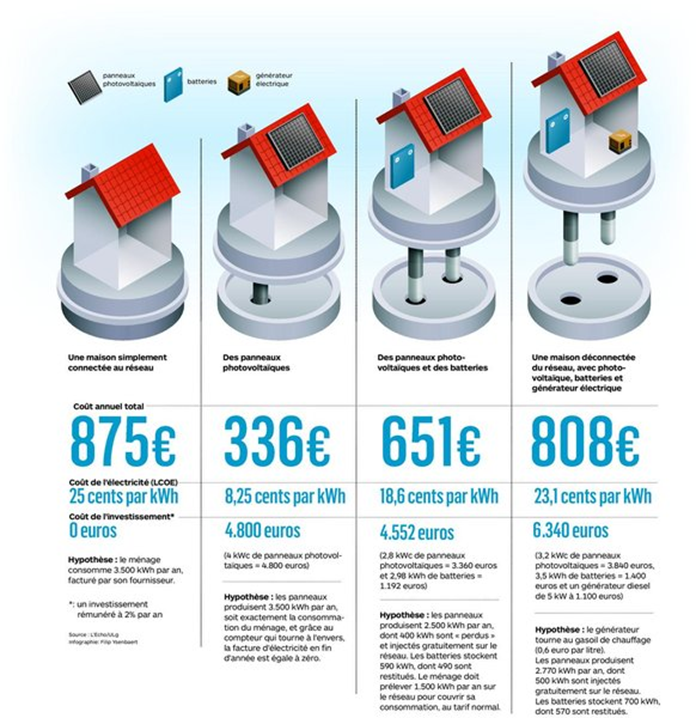 panneaux
photovoltaïques
batteries
générateur
électrique
Une maison simplement
connectée au réseau
Des panneaux
photovoltaïques
Des panneaux photo-
voltaïques et des batteries
Une maison déconnectée
du réseau, avec photo-
voltaïque, batteries et
générateur électrique
Coût annuel total
875€
336€
651€
808€
Coût de l'électricité (LCOE)
25 cents par kWh
8,25 cents par kWh
18,6 cents par kWh
23,1 cents par kWh
Coût de l'investissement*
0 euros
4.800 euros
4.552 euros
6.340 euros
Hypothèse : le ménage
consomme 3.500 kWh par an,
facturé par son fournisseur.
*: un investissement
rémunéré à 2% par an
Source : L'Echo/ULg
Infographie: Filip Ysenbaert
(4 kWc de panneaux photovol-
taïques = 4.800 euros)
Hypothèse : les panneaux
produisent 3.500 kWh par an,
soit exactement la consomma-
tion du ménage, et grâce au
compteur qui tourne à l'envers,
la facture d'électricité en fin
d'année est égale à zéro.
(2,8 kWc de panneaux
photovoltaïques = 3.360 euros
et 2,98 kWh de batteries =
1.192 euros)
Hypothèse : les panneaux
produisent 2.500 kWh par an,
dont 400 kWh sont « perdus »
et injectés gratuitement sur le
réseau. Les batteries stockent
590 kWh, dont 490 sont
restitués. Le ménage doit
prélever 1.500 kWh par an sur
le réseau pour couvrir sa
consommation, au tarif normal.
(3,2 kWc de panneaux
photovoltaïques = 3.840 euros,
3,5 kWh de batteries = 1.400
euros et un générateur diesel
de 5 kW à 1.100 euros)
Hypothèse : le générateur
tourne au gasoil de chauffage
(0,6 euro par litre).
Les panneaux produisent
2.770 kWh par an, dont
500 kWh sont injectés
gratuitement sur le réseau.
Les batteries stockent 700 kWh,
dont 570 sont restitués.